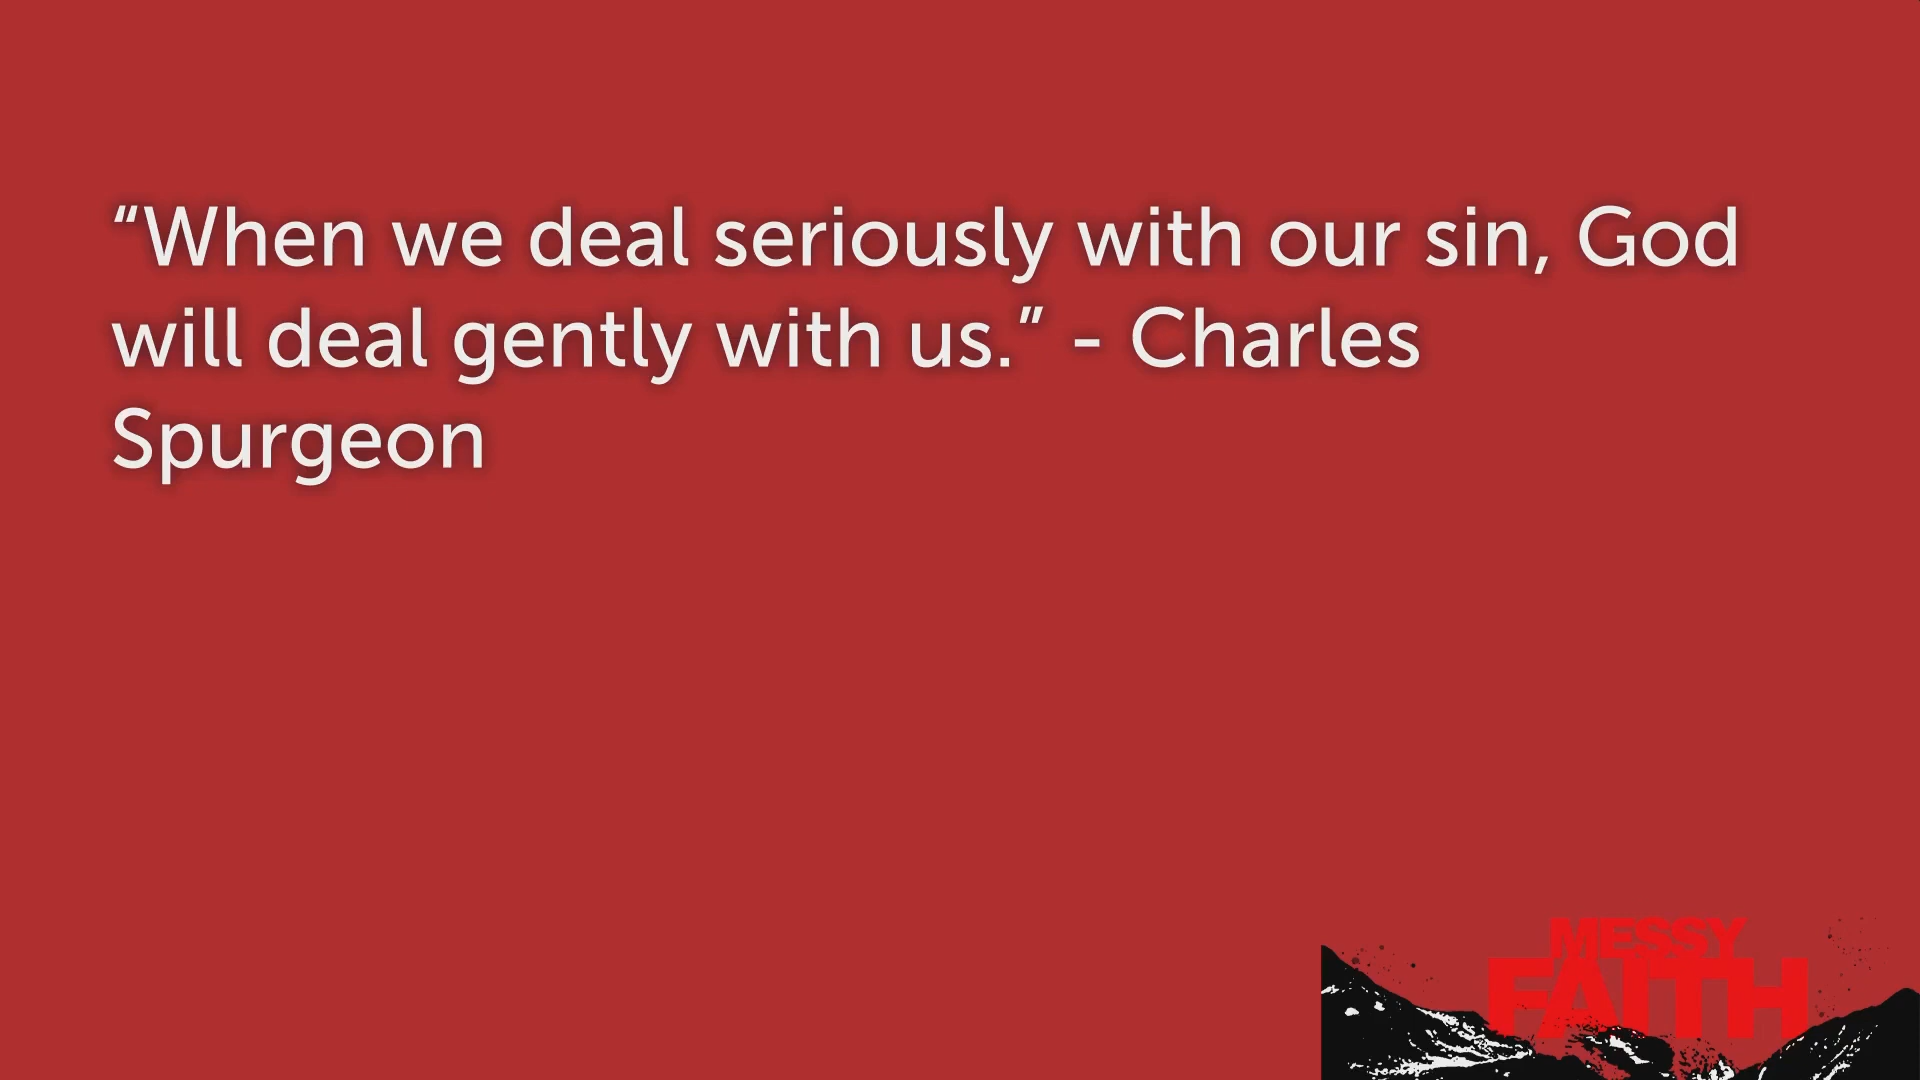 “When we deal seriously with our sin, God
will deal gently with us.” - Charles
Spurgeon
MESSY
FAITH